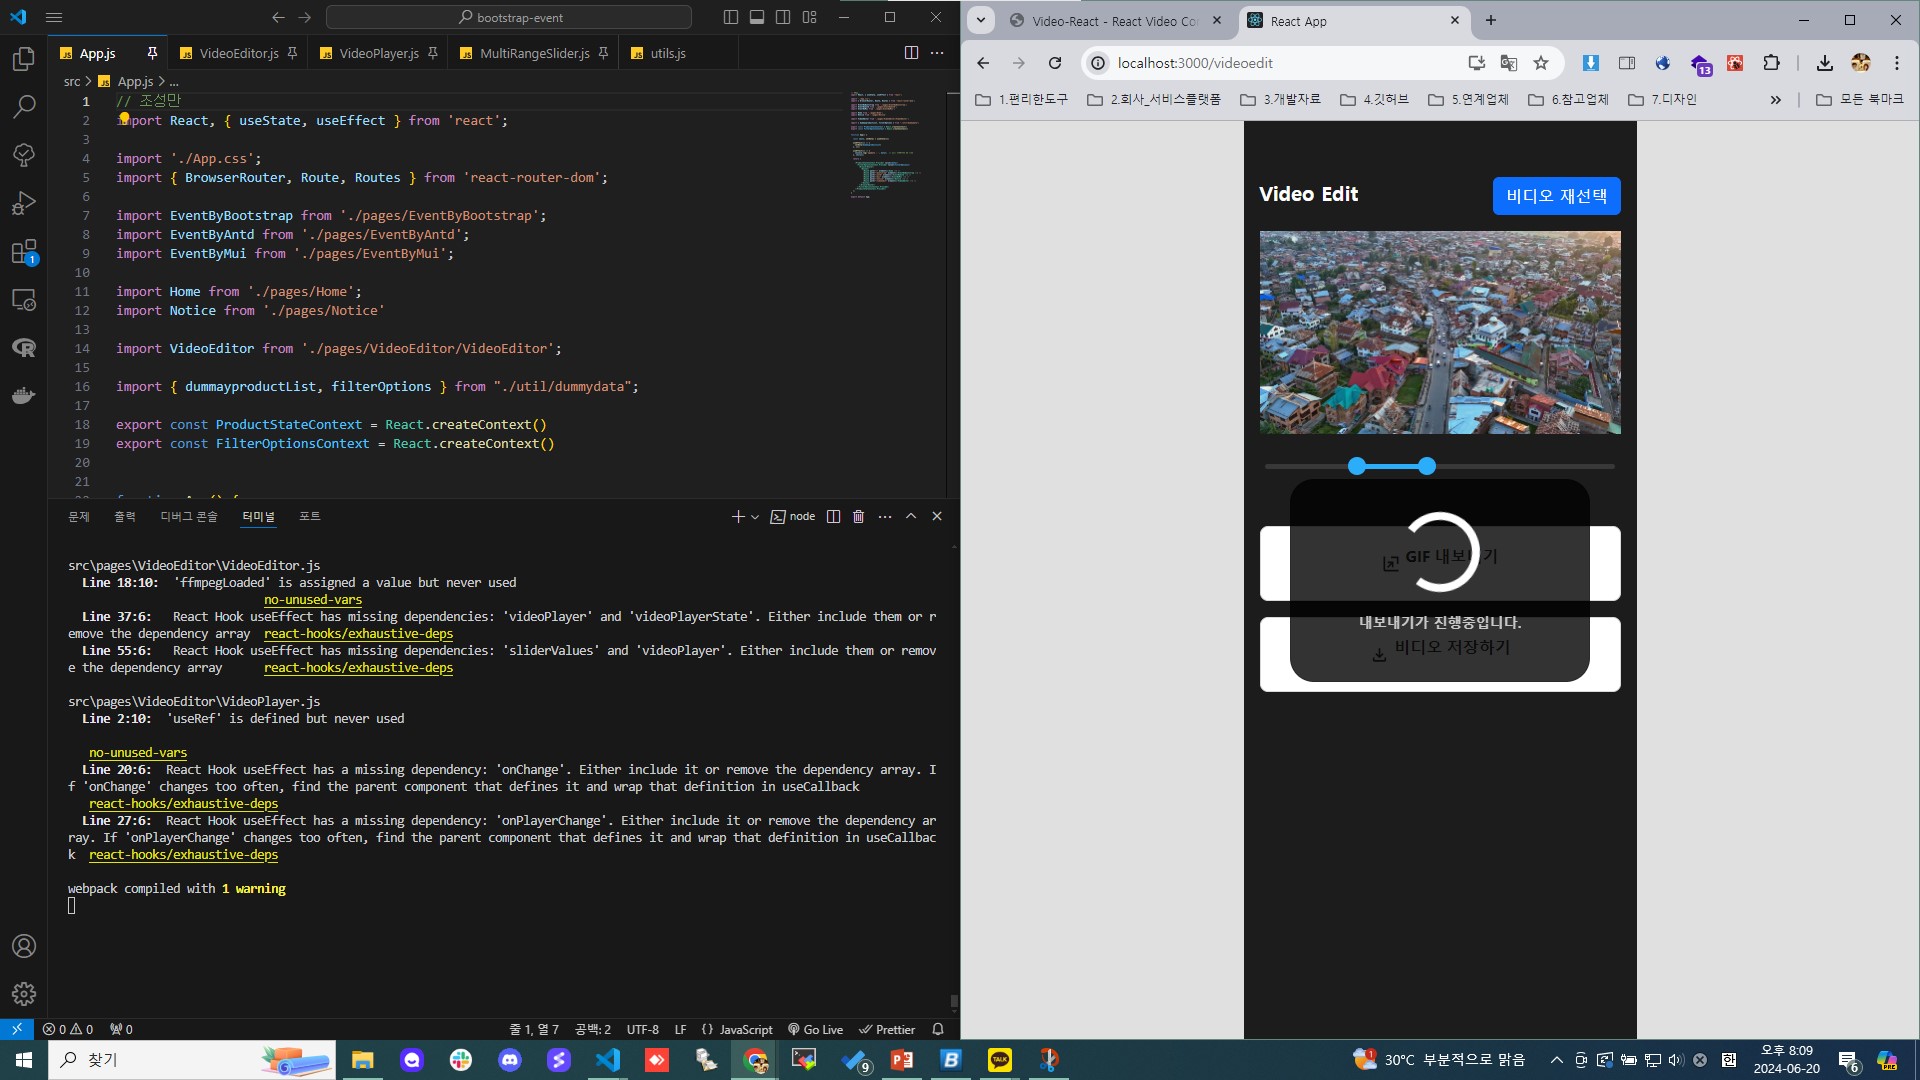 bootstrap-event
App.js
VideoEditor.js
VideoPlayer.js
MultiRangeSlider.js
utils.js
src > App.js > ...
1 // 조성만
2 import React, { useState, useEffect } from 'react';
3
4 import './App.css';
5 import { BrowserRouter, Route, Routes } from 'react-router-dom';
6
7 import EventByBootstrap from './pages/EventByBootstrap';
8 import EventByAntd from './pages/EventByAntd';
9 import EventByMui from './pages/EventByMui';
10
11 import Home from './pages/Home';
12 import Notice from './pages/Notice'
13
14 import VideoEditor from './pages/VideoEditor/VideoEditor';
15
16 import { dummayproductList, filterOptions } from "./util/dummydata";
17
18 export const ProductStateContext = React.createContext()
19 export const FilterOptionsContext = React.createContext()
20
21
문제 출력 디버그 콘솔 터미널 포트
node
src\pages\VideoEditor\VideoEditor.js
Line 18:10: 'ffmpegLoaded' is assigned a value but never used
no-unused-vars
Line 37:6: React Hook useEffect has missing dependencies: 'videoPlayer' and 'videoPlayerState'. Either include them or r
emove the dependency array react-hooks/exhaustive-deps
Line 55:6: React Hook useEffect has missing dependencies: 'sliderValues' and 'videoPlayer'. Either include them or remov
e the dependency array react-hooks/exhaustive-deps
src\pages\VideoEditor\VideoPlayer.js
Line 2:10: 'useRef' is defined but never used
no-unused-vars
Line 20:6: React Hook useEffect has a missing dependency: 'onChange'. Either include it or remove the dependency array. I
f 'onChange' changes too often, find the parent component that defines it and wrap that definition in useCallback
react-hooks/exhaustive-deps
Line 27:6: React Hook useEffect has a missing dependency: 'onPlayerChange'. Either include it or remove the dependency ar
ray. If 'onPlayerChange' changes too often, find the parent component that defines it and wrap that definition in useCallbac
k react-hooks/exhaustive-deps
webpack compiled with 1 warning
0 0 0
줄 1, 열 7 공백: 2 UTF-8 LF {} JavaScript Go Live Prettier
Video-React - React Video Co
React App
localhost:3000/videoedit
13
1.편리한도구 2.회사_서비스플랫폼 3.개발자료 4.깃허브 5.연계업체 6.참고업체 7.디자인 모든 북마크
Video Edit
비디오 재선택
GIF 내보내기
내보내기가 진행중입니다.
비디오 저장하기
찾기
TALK
9
30°C 부분적으로 맑음
한
오후 8:09
2024-06-20
6
PRE